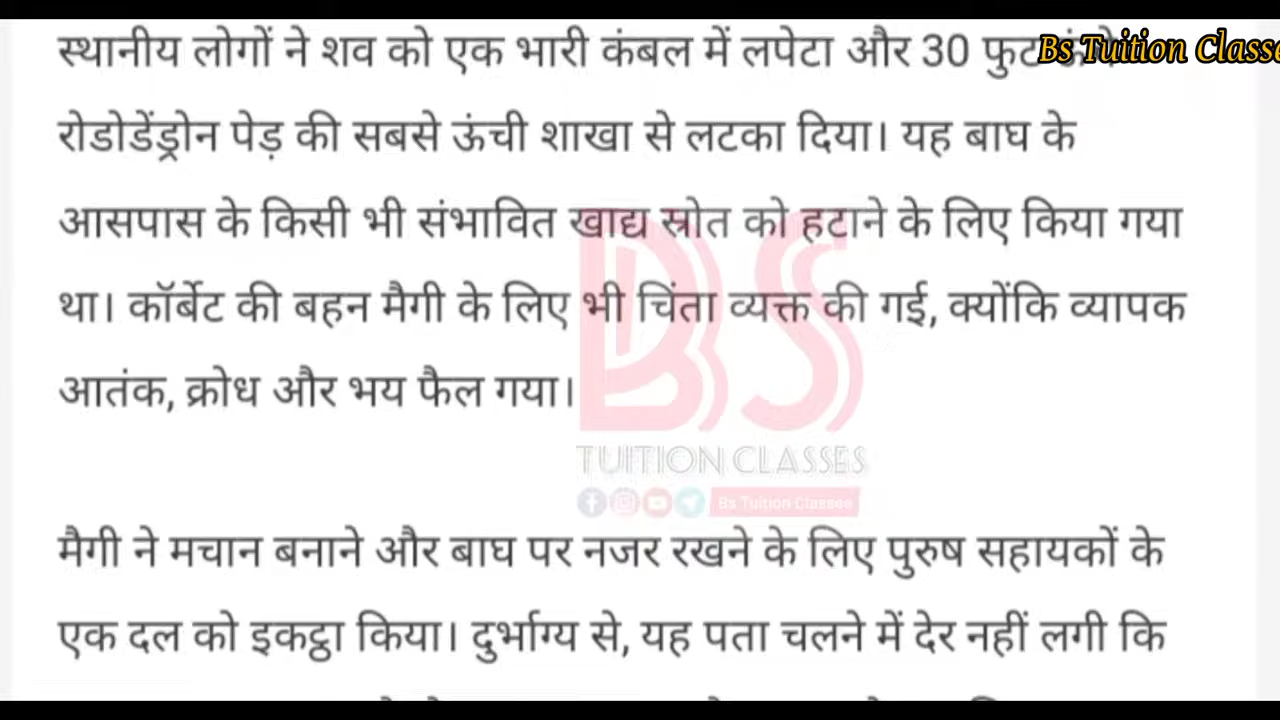 स्थानीय लोगों ने शव को एक भारी कंबल में लपेटा और 30 फुट
Bs Tuition Classe
रोडोडेंड्रोन पेड़ की सबसे ऊंची शाखा से लटका दिया। यह बाघ के
आसपास के किसी भी संभावित खाद्य स्रोत को हटाने के लिए किया गया
था। कॉर्बेट की बहन मैगी के लिए भी चिंता व्यक्त की गई, क्योंकि व्यापक
आतंक, क्रोध और भय फैल गया।
BS
TUITION CLASSES
Bs Tuition Classes
मैगी ने मचान बनाने और बाघ पर नजर रखने के लिए पुरुष सहायकों के
एक दल को इकट्ठा किया। दुर्भाग्य से, यह पता चलने में देर नहीं लगी कि